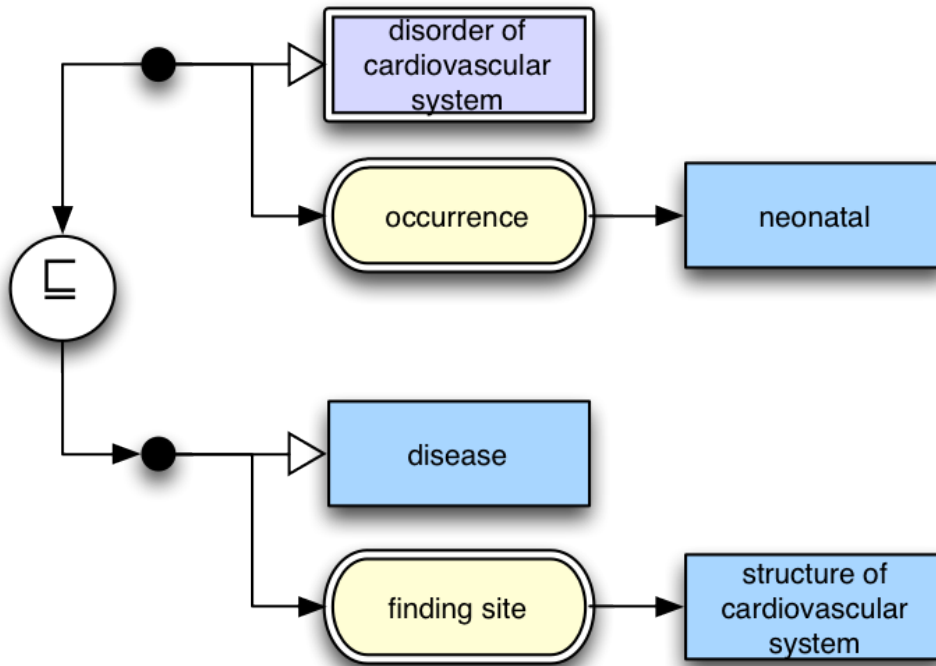 disorder of
cardiovascular
system
occurrence
neonatal
⊑
disease
finding site
structure of
cardiovascular
system